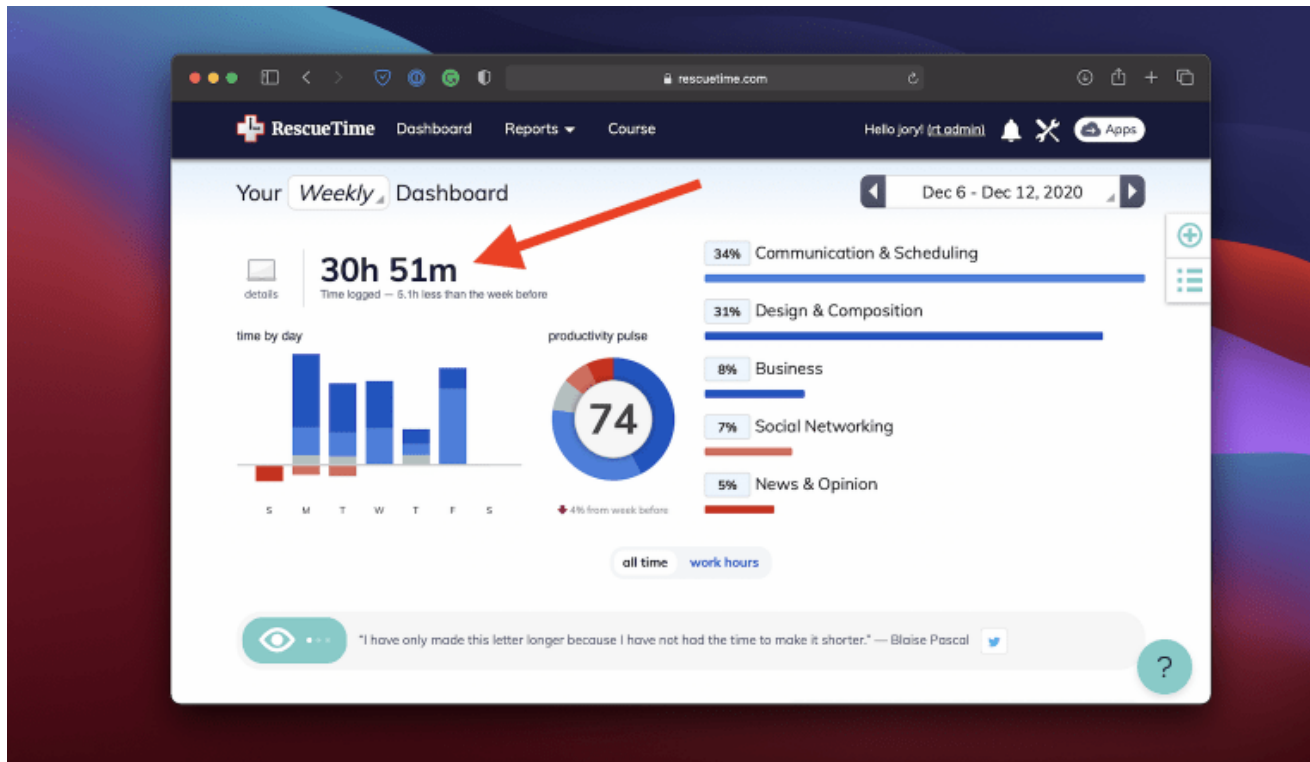 rescuetime.com
RescueTime Dashboard Reports Course Hello jory! (rt admin) Apps
Your Weekly Dashboard Dec 6 - Dec 12, 2020
30h 51m
details Time logged — 5.1h less than the week before
time by day
S M T W T F S
productivity pulse
74
4% from week before
34% Communication & Scheduling
31% Design & Composition
8% Business
7% Social Networking
5% News & Opinion
all time work hours
"I have only made this letter longer because I have not had the time to make it shorter." — Blaise Pascal
?